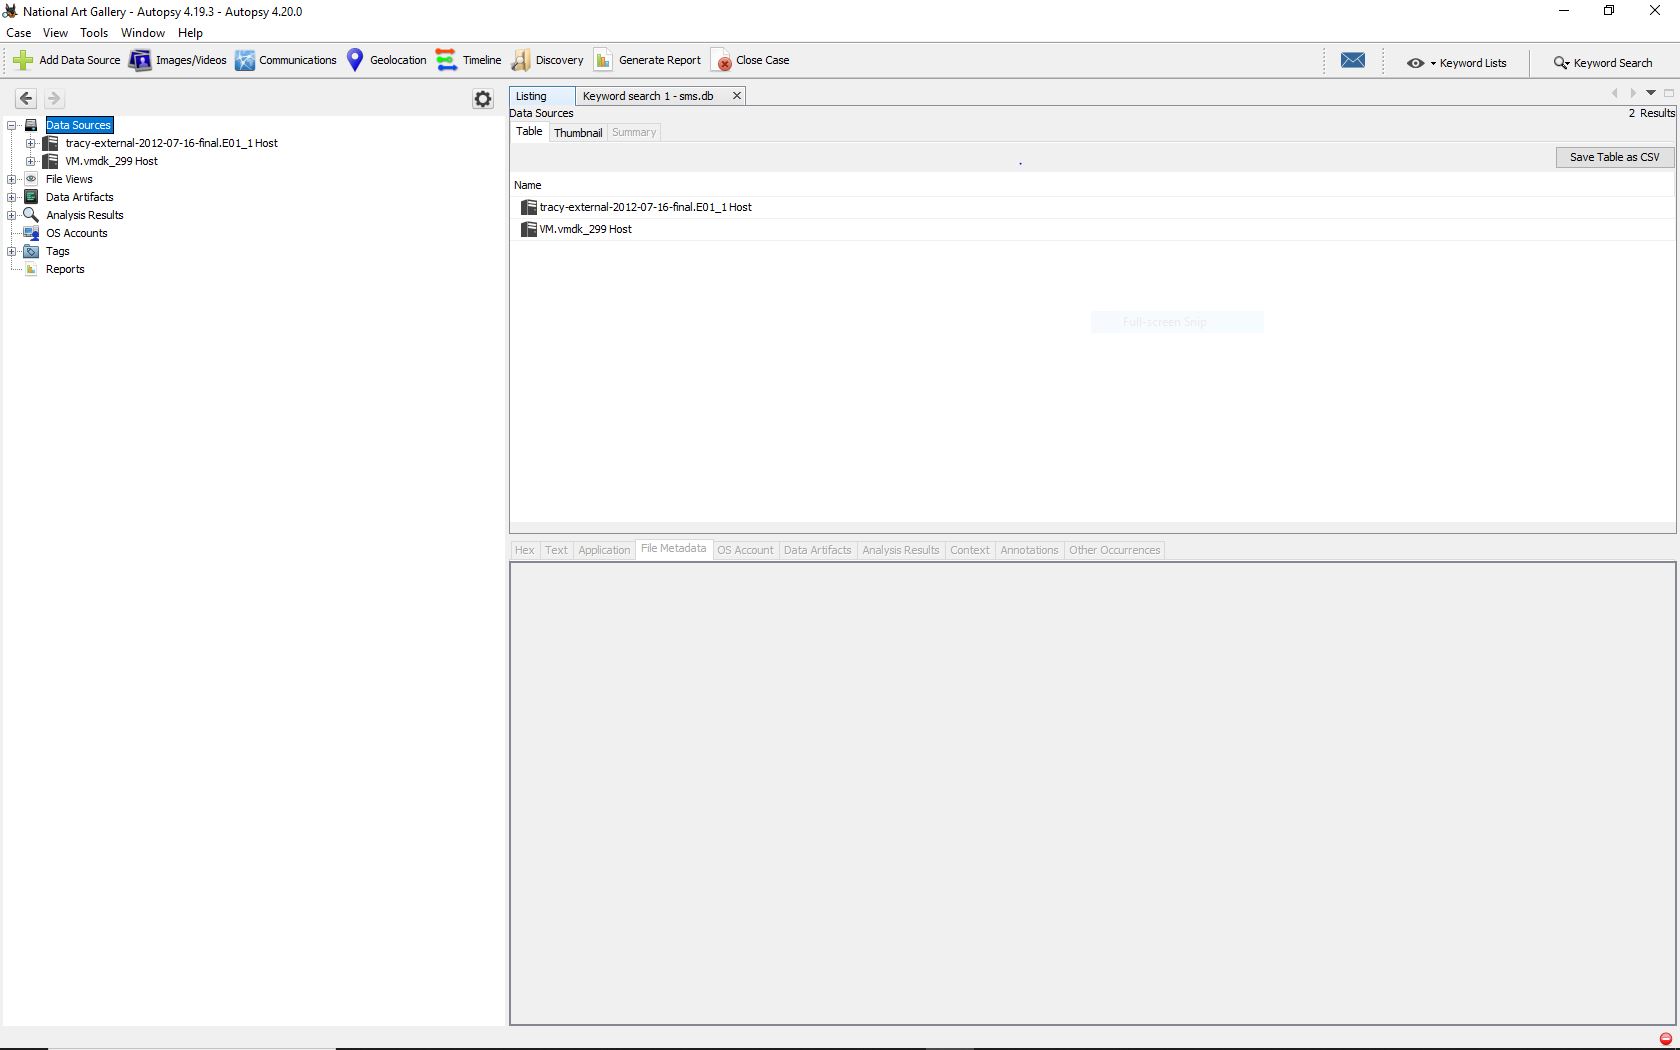 National Art Gallery - Autopsy 4.19.3 - Autopsy 4.20.0
Case View Tools Window Help
Add Data Source Images/Videos Communications Geolocation Timeline Discovery Generate Report Close Case Keyword Lists Keyword Search
Listing Keyword search 1 - sms.db
Data Sources 2 Results
Table Thumbnail Summary
Save Table as CSV
Name
tracy-external-2012-07-16-final.E01_1 Host
VM.vmdk_299 Host
Full-screen Snip
Data Sources
tracy-external-2012-07-16-final.E01_1 Host
VM.vmdk_299 Host
File Views
Data Artifacts
Analysis Results
OS Accounts
Tags
Reports
Hex Text Application File Metadata OS Account Data Artifacts Analysis Results Context Annotations Other Occurrences